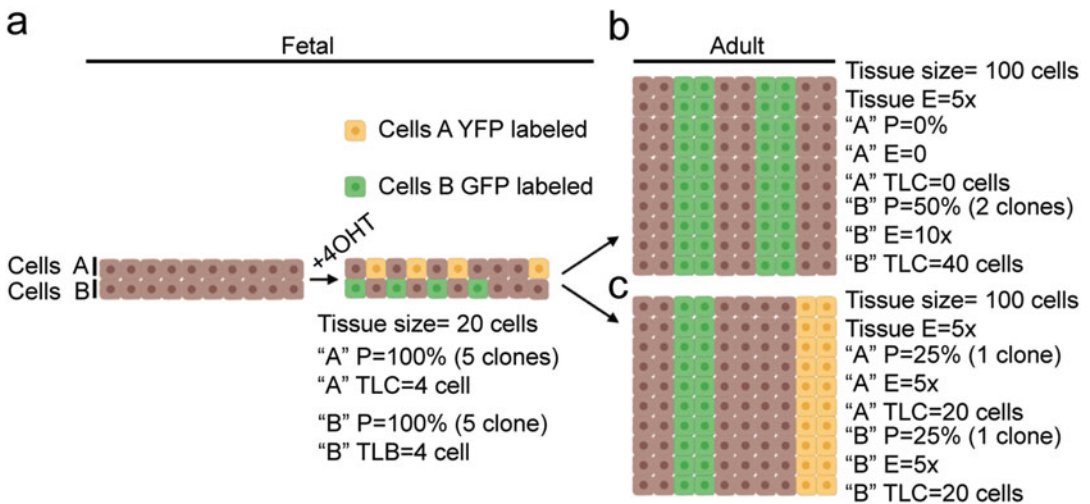 a
Fetal
Cells A YFP labeled
Cells B GFP labeled
+4OHT
Cells A
Cells B
Tissue size= 20 cells
“A” P=100% (5 clones)
“A” TLC=4 cell
“B” P=100% (5 clone)
“B” TLB=4 cell
b
Adult
Tissue size= 100 cells
Tissue E=5x
“A” P=0%
“A” E=0
“A” TLC=0 cells
“B” P=50% (2 clones)
“B” E=10x
“B” TLC=40 cells
c
Tissue size= 100 cells
Tissue E=5x
“A” P=25% (1 clone)
“A” E=5x
“A” TLC=20 cells
“B” P=25% (1 clone)
“B” E=5x
“B” TLC=20 cells